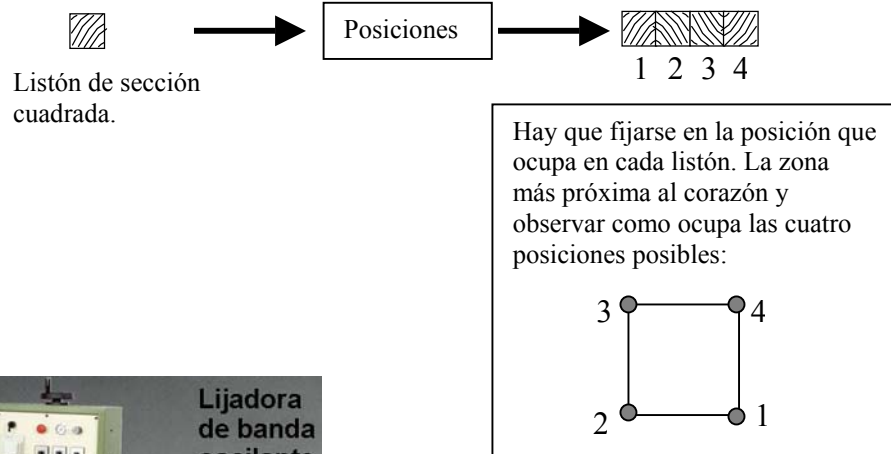 Posiciones
1 2 3 4
Listón de sección
cuadrada.
Hay que fijarse en la posición que
ocupa en cada listón. La zona
más próxima al corazón y
observar como ocupa las cuatro
posiciones posibles:
3 4
2 1
Lijadora
de banda